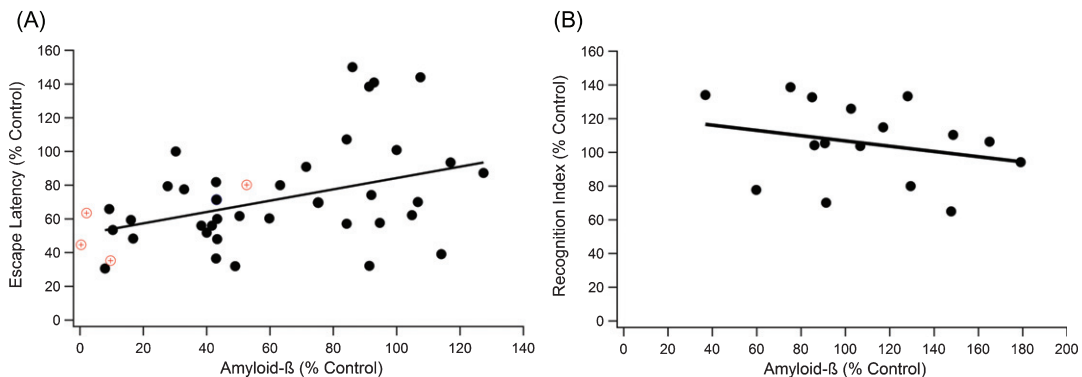 (A)
Escape Latency (% Control)
160
140
120
100
80
60
40
20
0
0 20 40 60 80 100 120 140
Amyloid-ß (% Control)
(B)
Recognition Index (% Control)
160
140
120
100
80
60
40
20
0
0 20 40 60 80 100 120 140 160 180 200
Amyloid-ß (% Control)